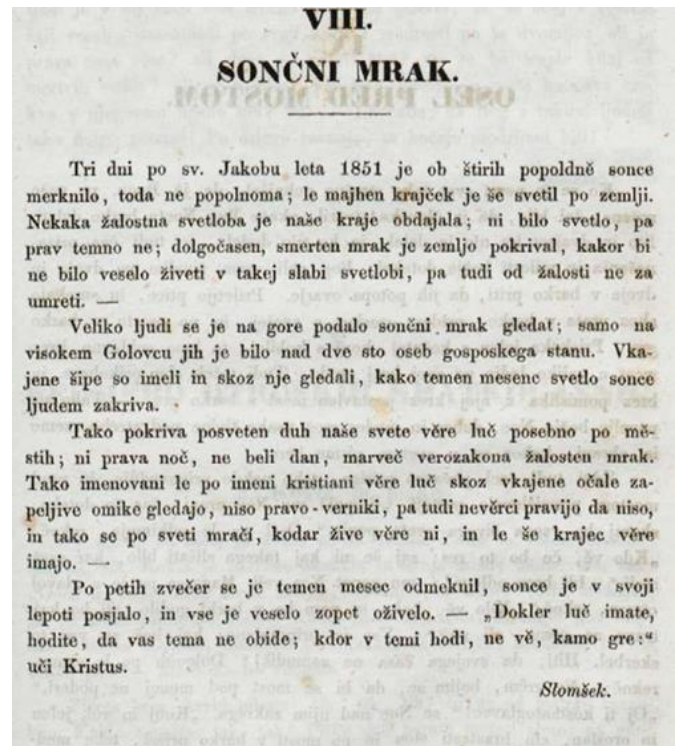 VIII.
SONČNI MRAK.
Tri dni po sv. Jakobu leta 1851 je ob štirih popoldně sonce
merknilo, toda ne popolnoma; le majhen krajček je še svetil po zemlji.
Nekaka žalostna svetloba je naše kraje obdajala; ni bilo svetlo, pa
prav temno ne; dolgočasen, smerten mrak je zemljo pokrival, kakor bi
ne bilo veselo živeti v takej slabi svetlobi, pa tudi od žalosti ne za
umreti. —
Veliko ljudi se je na gore podalo sončni mrak gledat; samo na
visokem Golovcu jih je bilo nad dve sto oseb gosposkega stanu. Vka-
jene šipe so imeli in skoz nje gledali, kako temen mesenc svetlo sonce
ljudem zakriva.
Tako pokriva posveten duh naše svete věre luč posebno po mě-
stih; ni prava noč, ne beli dan, marveč verozakona žalosten mrak.
Tako imenovani le po imeni kristiani věre luč skoz vkajene očale za-
peljive omike gledajo, niso pravo-verniki, pa tudi nevěrci pravijo da niso,
in tako se po sveti mračí, kodar žive věre ni, in le še krajec věre
imajo. —
Po petih zvečer se je temen mesec odmeknil, sonce je v svoji
lepoti posjalo, in vse je veselo zopet oživelo. — „Dokler luč imate,
hodite, da vas tema ne obide; kdor v temi hodi, ne vě, kamo gre:“
uči Kristus.
Slomšek.